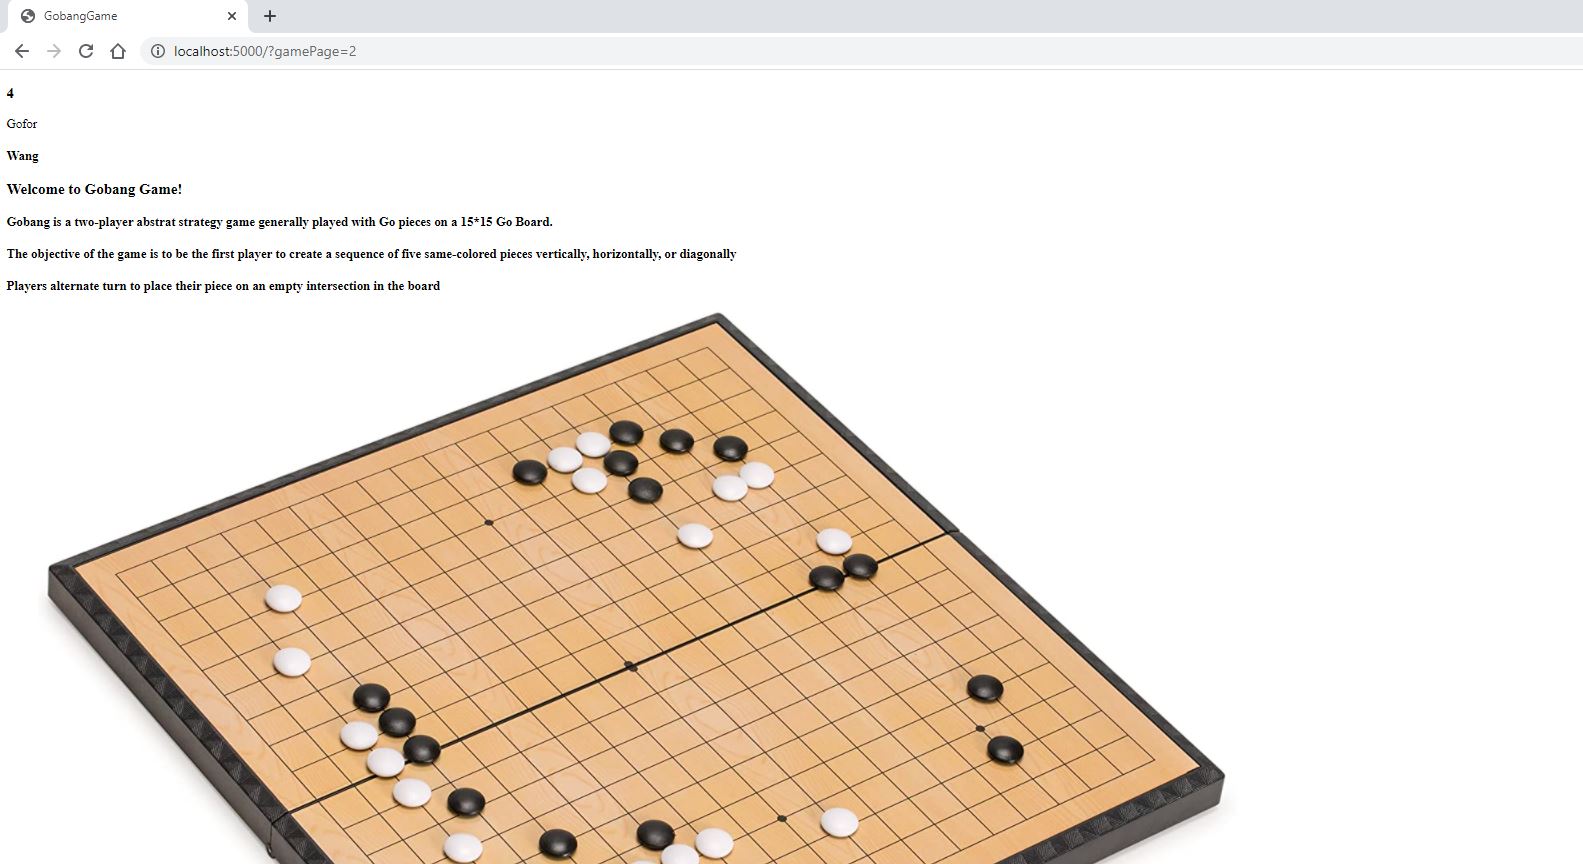 GobangGame
localhost:5000/?gamePage=2
4
Gofor
Wang
Welcome to Gobang Game!
Gobang is a two-player abstrat strategy game generally played with Go pieces on a 15*15 Go Board.
The objective of the game is to be the first player to create a sequence of five same-colored pieces vertically, horizontally, or diagonally
Players alternate turn to place their piece on an empty intersection in the board